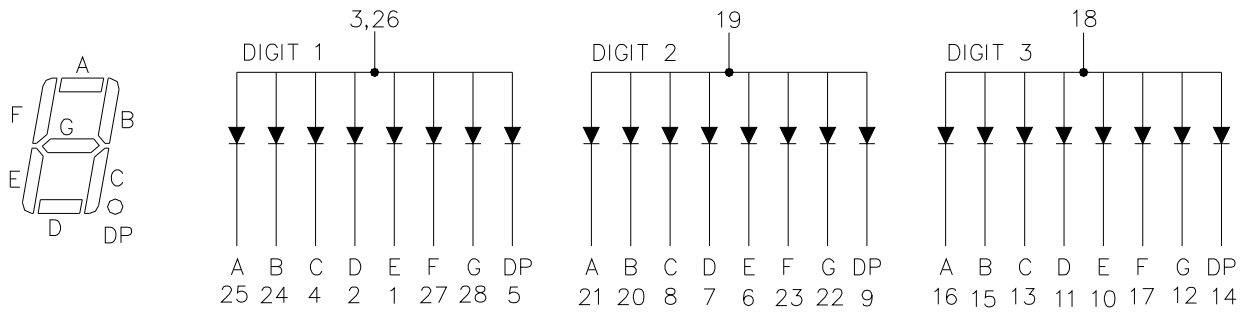 3,26
19
18
DIGIT 1
DIGIT 2
DIGIT 3
A
F
G
B
E
C
D
DP
A B C D E F G DP
25 24 4 2 1 27 28 5
A B C D E F G DP
21 20 8 7 6 23 22 9
A B C D E F G DP
16 15 13 11 10 17 12 14